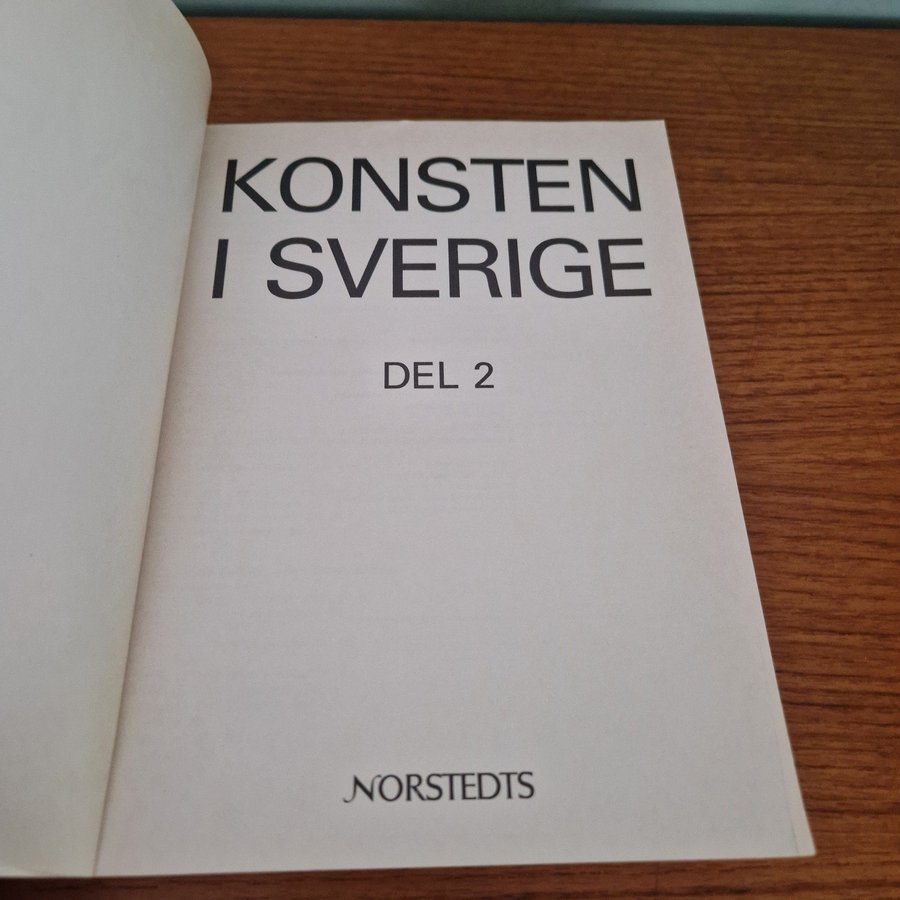 KONSTEN
I SVERIGE
DEL 2
NORSTEDTS